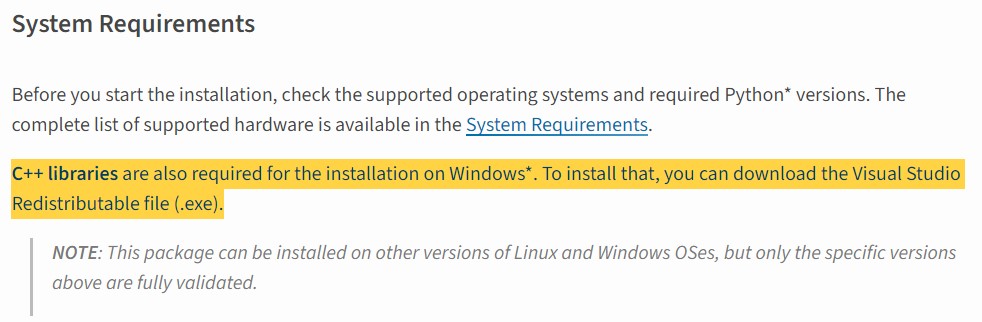 System Requirements
Before you start the installation, check the supported operating systems and required Python* versions. The
complete list of supported hardware is available in the System Requirements.
C++ libraries are also required for the installation on Windows*. To install that, you can download the Visual Studio
Redistributable file (.exe).
NOTE: This package can be installed on other versions of Linux and Windows OSes, but only the specific versions
above are fully validated.